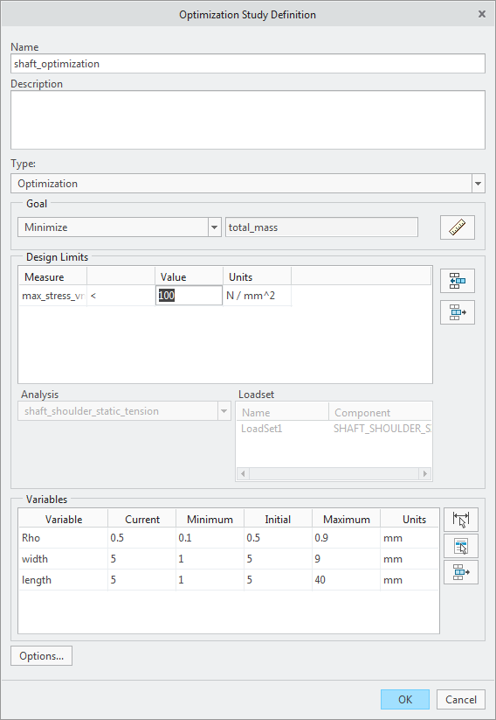 Optimization Study Definition
Name
shaft_optimization
Description
Type:
Optimization
Goal
Minimize total_mass
Design Limits
Measure Value Units
max_stress_vr < 100 N / mm^2
Analysis Loadset
shaft_shoulder_static_tension
Name Component
LoadSet1 SHAFT_SHOULDER_S
Variables
Variable Current Minimum Initial Maximum Units
Rho 0.5 0.1 0.5 0.9 mm
width 5 1 5 9 mm
length 5 1 5 40 mm
Options...
OK Cancel